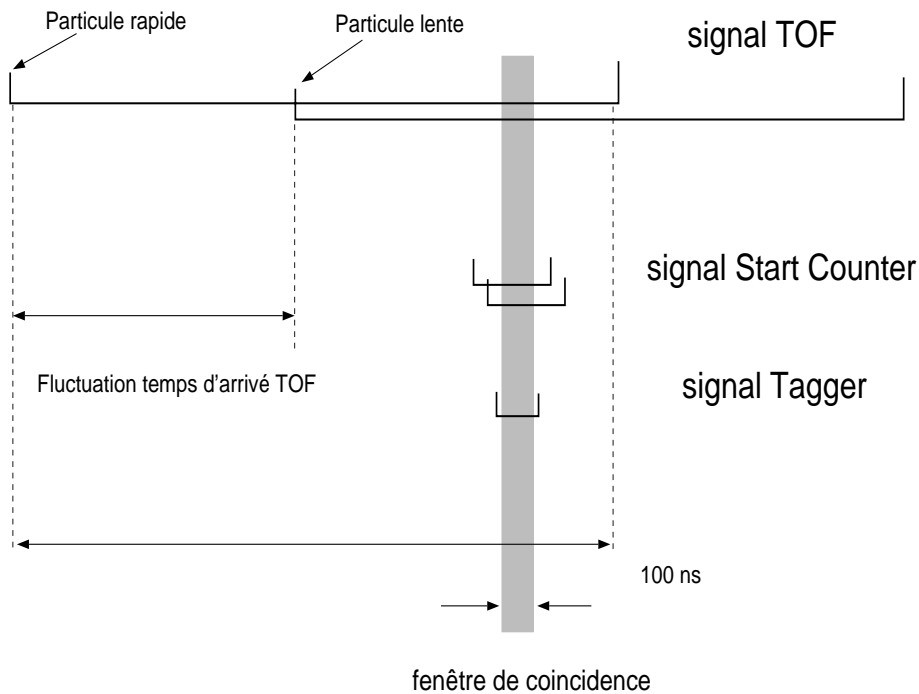 Particule rapide
Particule lente
signal TOF
signal Start Counter
Fluctuation temps d'arrivé TOF
signal Tagger
100 ns
fenêtre de coincidence